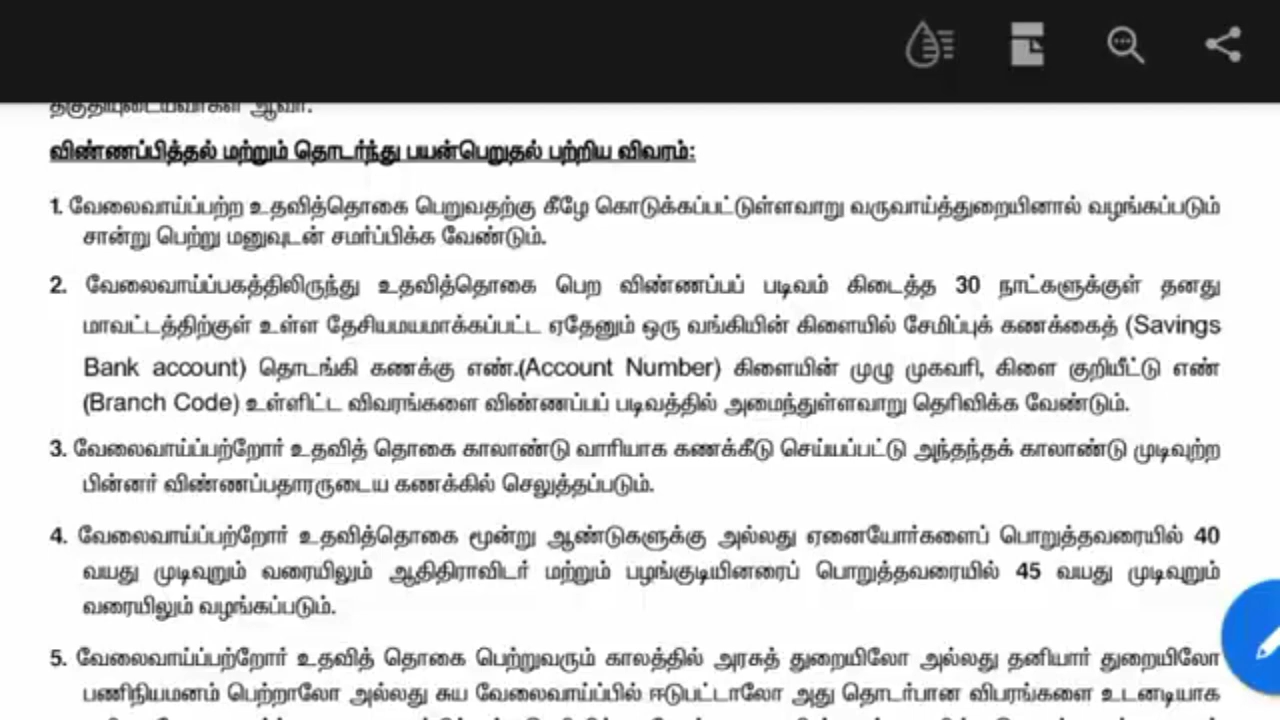 தகுதியுடையவர்கள் ஆவர்.
விண்ணப்பித்தல் மற்றும் தொடர்ந்து பயன்பெறுதல் பற்றிய விவரம்:
1. வேலைவாய்ப்பற்ற உதவித்தொகை பெறுவதற்கு கீழே கொடுக்கப்பட்டுள்ளவாறு வருவாய்த்துறையினால் வழங்கப்படும்
சான்று பெற்று மனுவுடன் சமர்ப்பிக்க வேண்டும்.
2. வேலைவாய்ப்பகத்திலிருந்து உதவித்தொகை பெற விண்ணப்பப் படிவம் கிடைத்த 30 நாட்களுக்குள் தனது
மாவட்டத்திற்குள் உள்ள தேசியமயமாக்கப்பட்ட ஏதேனும் ஒரு வங்கியின் கிளையில் சேமிப்புக் கணக்கைத் (Savings
Bank account) தொடங்கி கணக்கு எண்.(Account Number) கிளையின் முழு முகவரி, கிளை குறியீட்டு எண்
(Branch Code) உள்ளிட்ட விவரங்களை விண்ணப்பப் படிவத்தில் அமைந்துள்ளவாறு தெரிவிக்க வேண்டும்.
3. வேலைவாய்ப்பற்றோர் உதவித் தொகை காலாண்டு வாரியாக கணக்கீடு செய்யப்பட்டு அந்தந்தக் காலாண்டு முடிவுற்ற
பின்னர் விண்ணப்பதாரருடைய கணக்கில் செலுத்தப்படும்.
4. வேலைவாய்ப்பற்றோர் உதவித்தொகை மூன்று ஆண்டுகளுக்கு அல்லது ஏனையோர்களைப் பொறுத்தவரையில் 40
வயது முடிவுறும் வரையிலும் ஆதிதிராவிடர் மற்றும் பழங்குடியினரைப் பொறுத்தவரையில் 45 வயது முடிவுறும்
வரையிலும் வழங்கப்படும்.
5. வேலைவாய்ப்பற்றோர் உதவித் தொகை பெற்றுவரும் காலத்தில் அரசுத் துறையிலோ அல்லது தனியார் துறையிலோ
பணிநியமனம் பெற்றாலோ அல்லது சுய வேலைவாய்ப்பில் ஈடுபட்டாலோ அது தொடர்பான விபரங்களை உடனடியாக